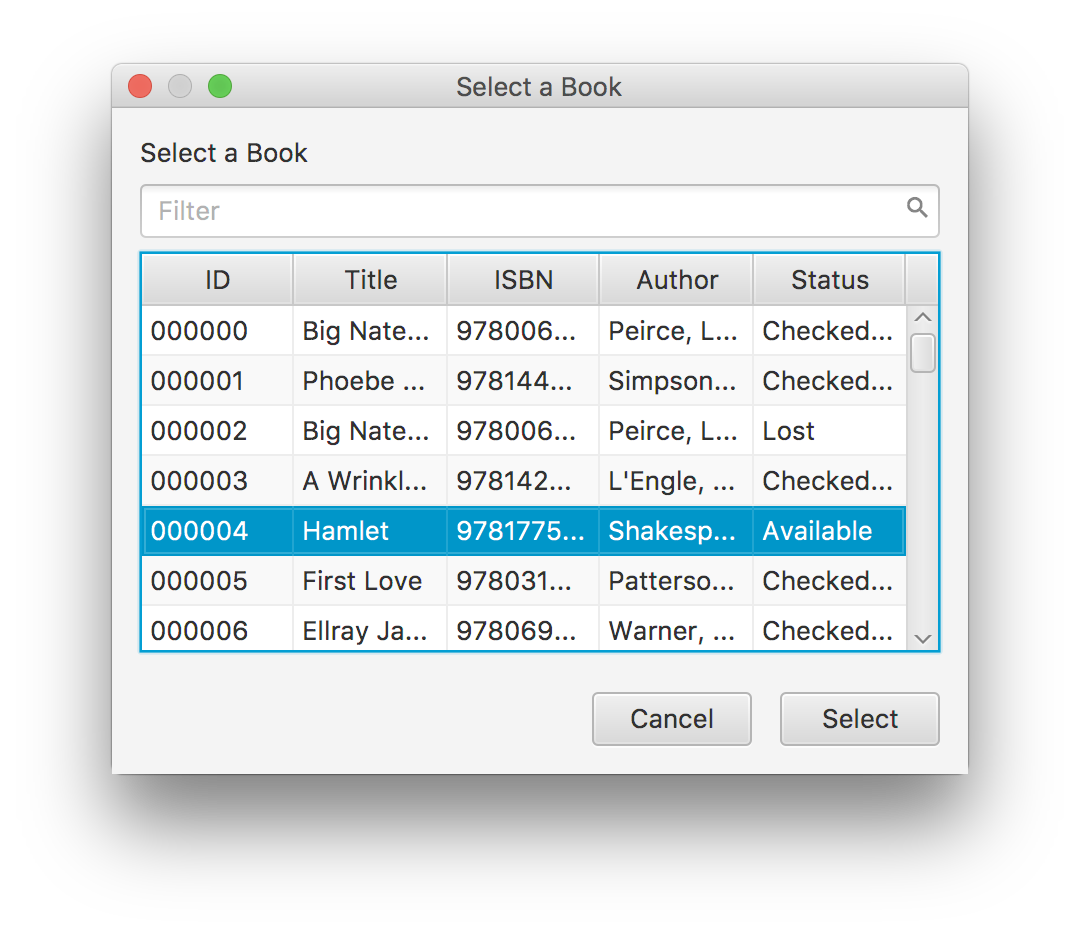 Select a Book
Select a Book
Filter
ID Title ISBN Author Status
000000 Big Nate... 978006... Peirce, L... Checked...
000001 Phoebe ... 978144... Simpson... Checked...
000002 Big Nate... 978006... Peirce, L... Lost
000003 A Wrinkl... 978142... L'Engle, ... Checked...
000004 Hamlet 9781775... Shakesp... Available
000005 First Love 978031... Patterso... Checked...
000006 Ellray Ja... 978069... Warner, ... Checked...
Cancel Select